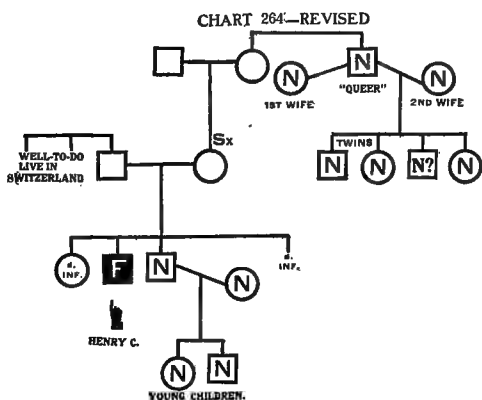 CHART 264—REVISED
N
N
N
1ST WIFE
"QUEER"
2ND WIFE
Sx
TWINS
N
N
N?
N
WELL-TO-DO
LIVE IN
SWITZERLAND
d.
INF.
F
N
d.
INF.
N
HENRY C.
N
N
YOUNG CHILDREN.